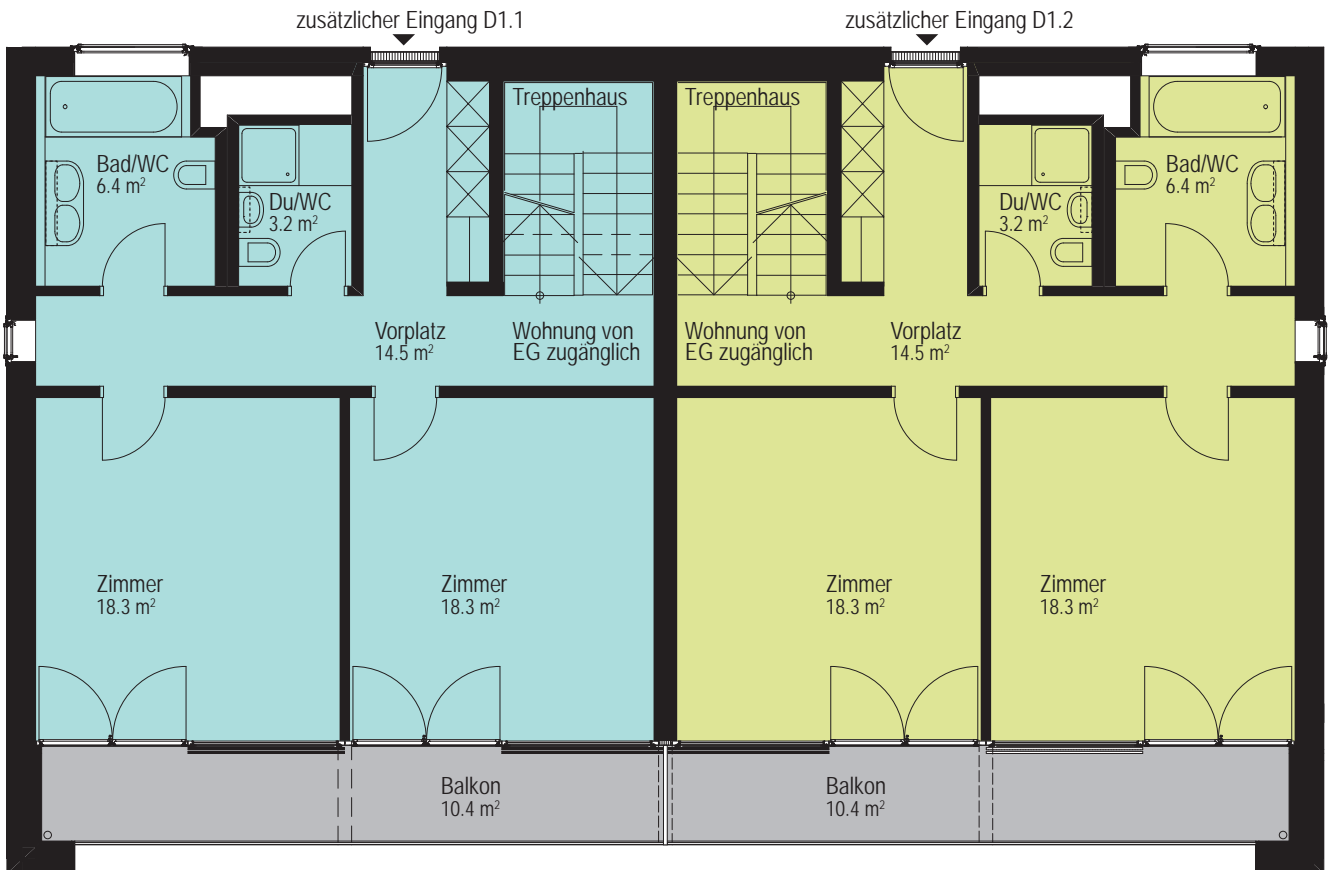 zusätzlicher Eingang D1.1
zusätzlicher Eingang D1.2
Treppenhaus
Treppenhaus
Bad/WC
6.4 m²
Du/WC
3.2 m²
Du/WC
3.2 m²
Bad/WC
6.4 m²
Vorplatz
14.5 m²
Wohnung von
EG zugänglich
Wohnung von
EG zugänglich
Vorplatz
14.5 m²
Zimmer
18.3 m²
Zimmer
18.3 m²
Zimmer
18.3 m²
Zimmer
18.3 m²
Balkon
10.4 m²
Balkon
10.4 m²